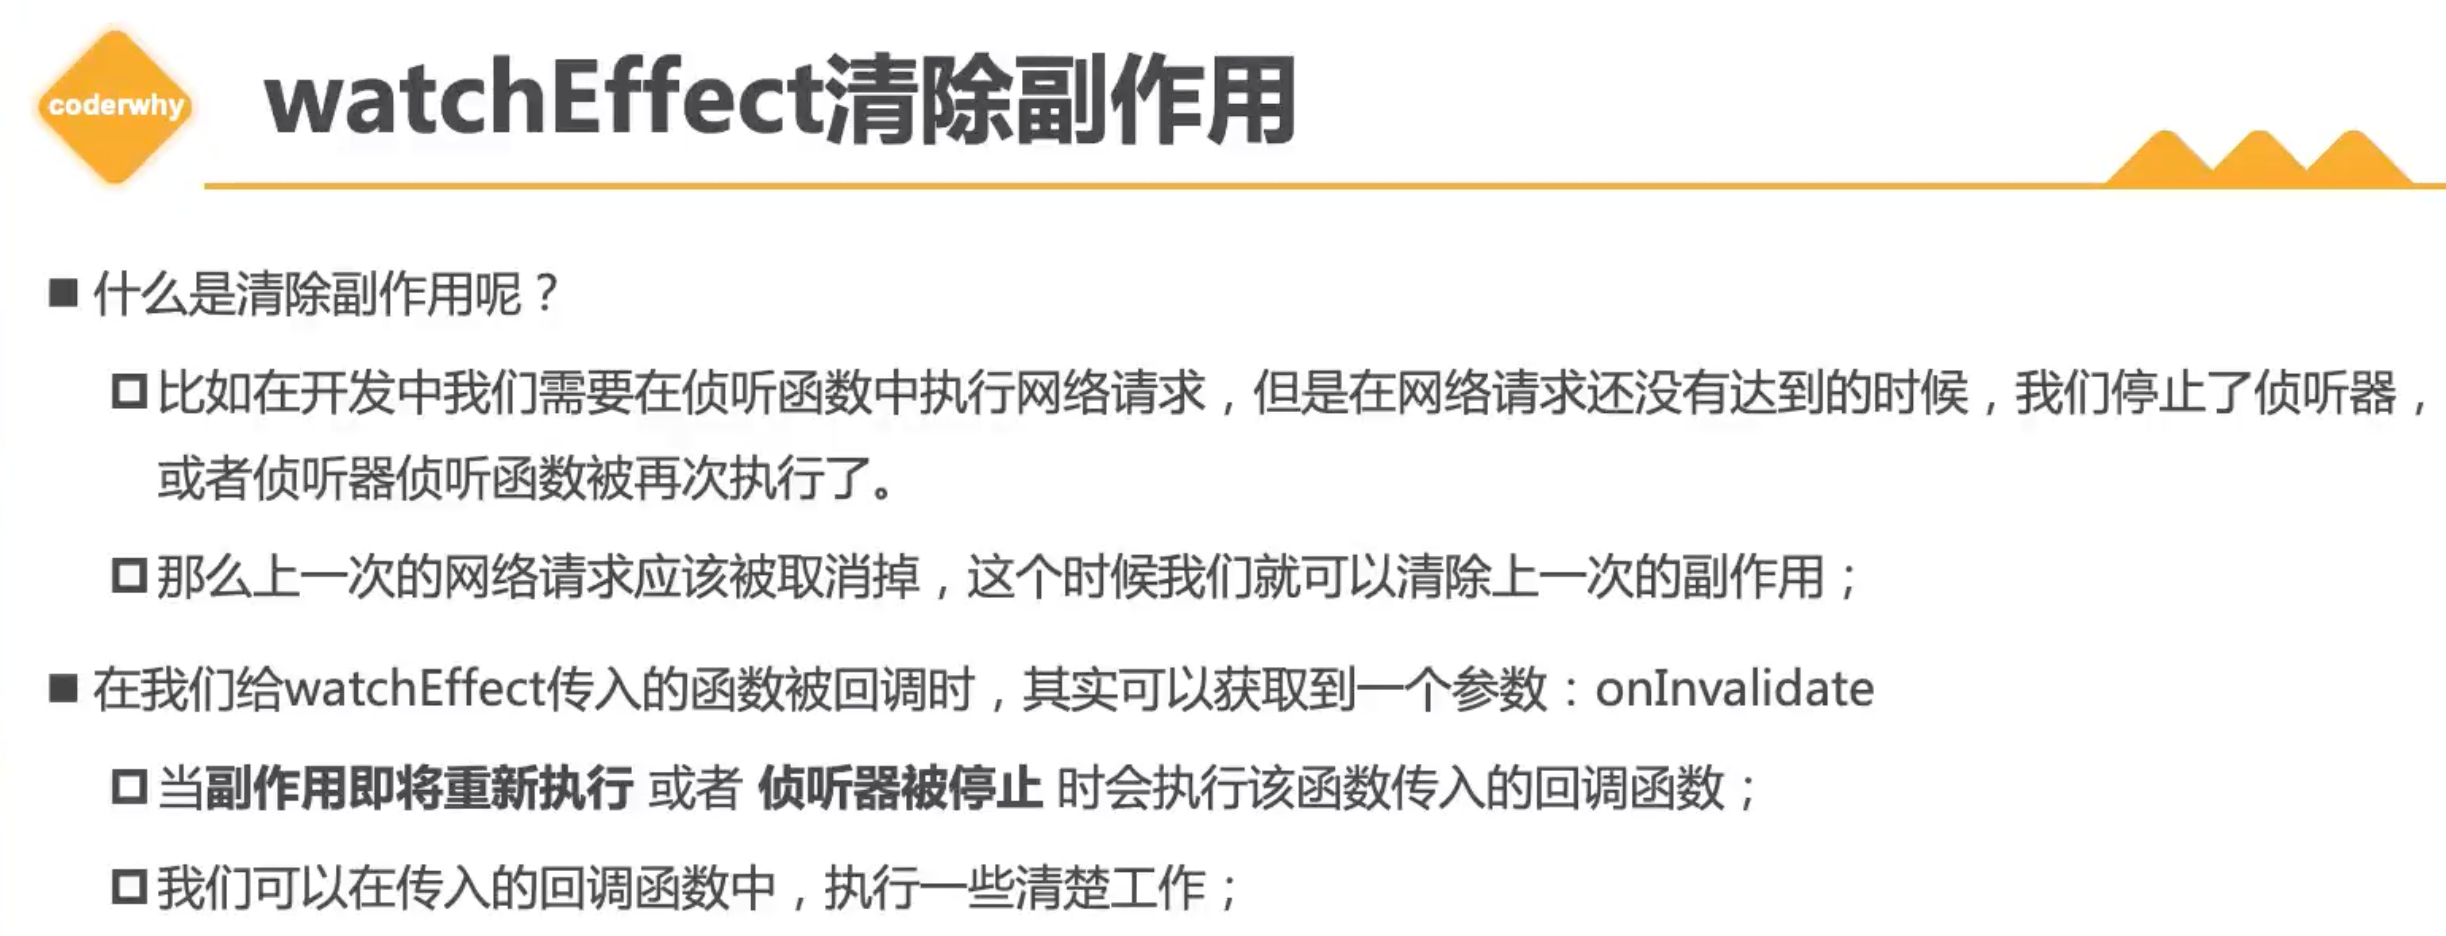 coderwhy
watchEffect清除副作用
■ 什么是清除副作用呢？
□ 比如在开发中我们需要在侦听函数中执行网络请求，但是在网络请求还没有达到的时候，我们停止了侦听器，
或者侦听器侦听函数被再次执行了。
□ 那么上一次的网络请求应该被取消掉，这个时候我们就可以清除上一次的副作用；
■ 在我们给watchEffect传入的函数被回调时，其实可以获取到一个参数：onInvalidate
□ 当副作用即将重新执行 或者 侦听器被停止 时会执行该函数传入的回调函数；
□ 我们可以在传入的回调函数中，执行一些清楚工作；